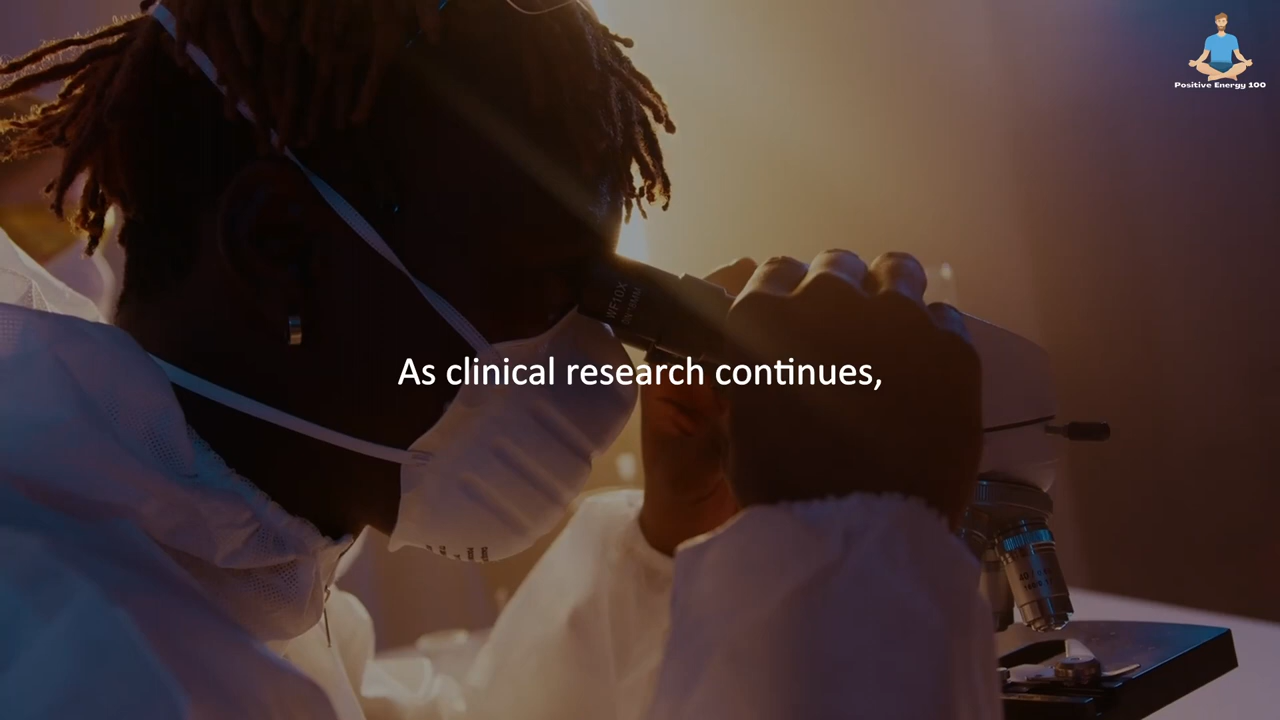 Positive Energy 100
WF10X
As clinical research continues,